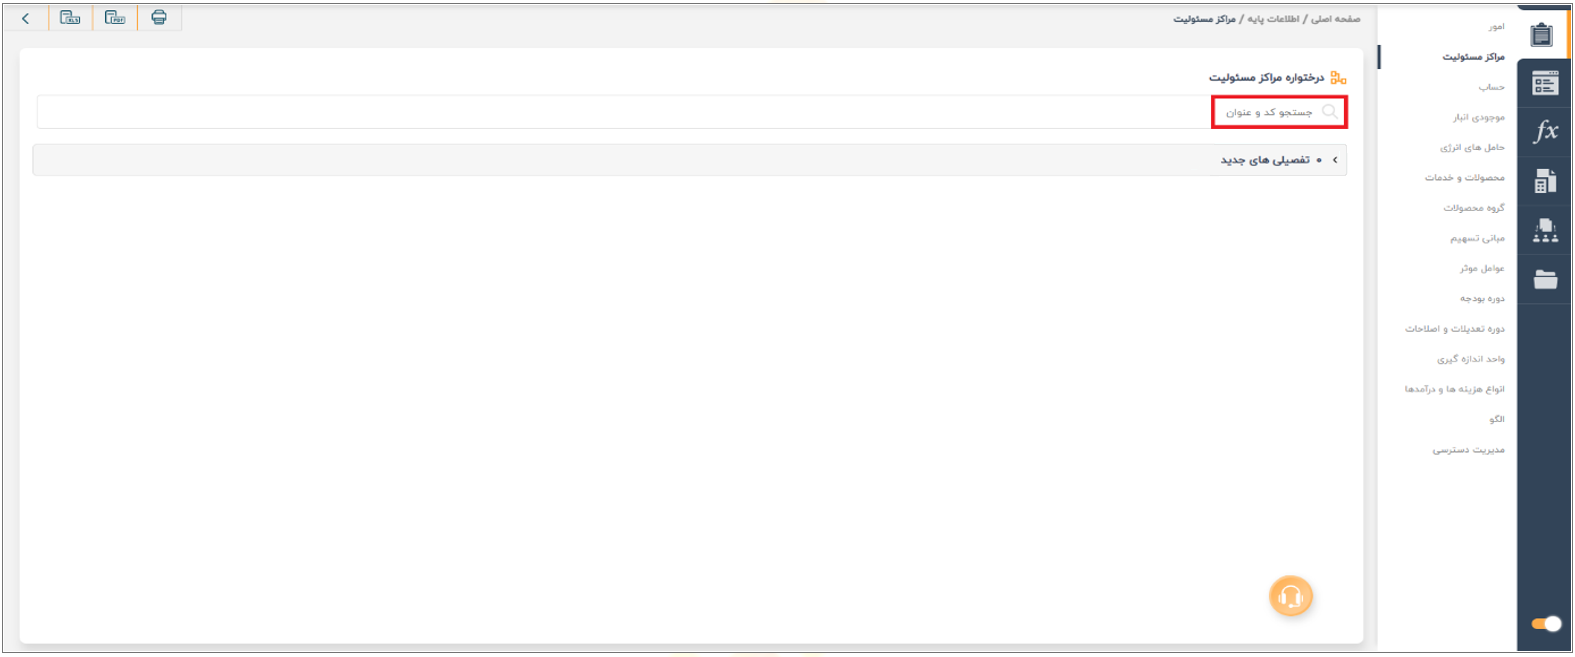 صفحه اصلی / اطلاعات پایه / مراکز مسئولیت
XLS
PDF
درختواره مراکز مسئولیت
جستجو کد و عنوان
تفصیلی های جدید
امور
مراکز مسئولیت
حساب
موجودی انبار
حامل های انرژی
محصولات و خدمات
گروه محصولات
مبانی تسهیم
عوامل موثر
دوره بودجه
دوره تعدیلات و اصلاحات
واحد اندازه گیری
انواع هزینه ها و درآمدها
الگو
مدیریت دسترسی
fx